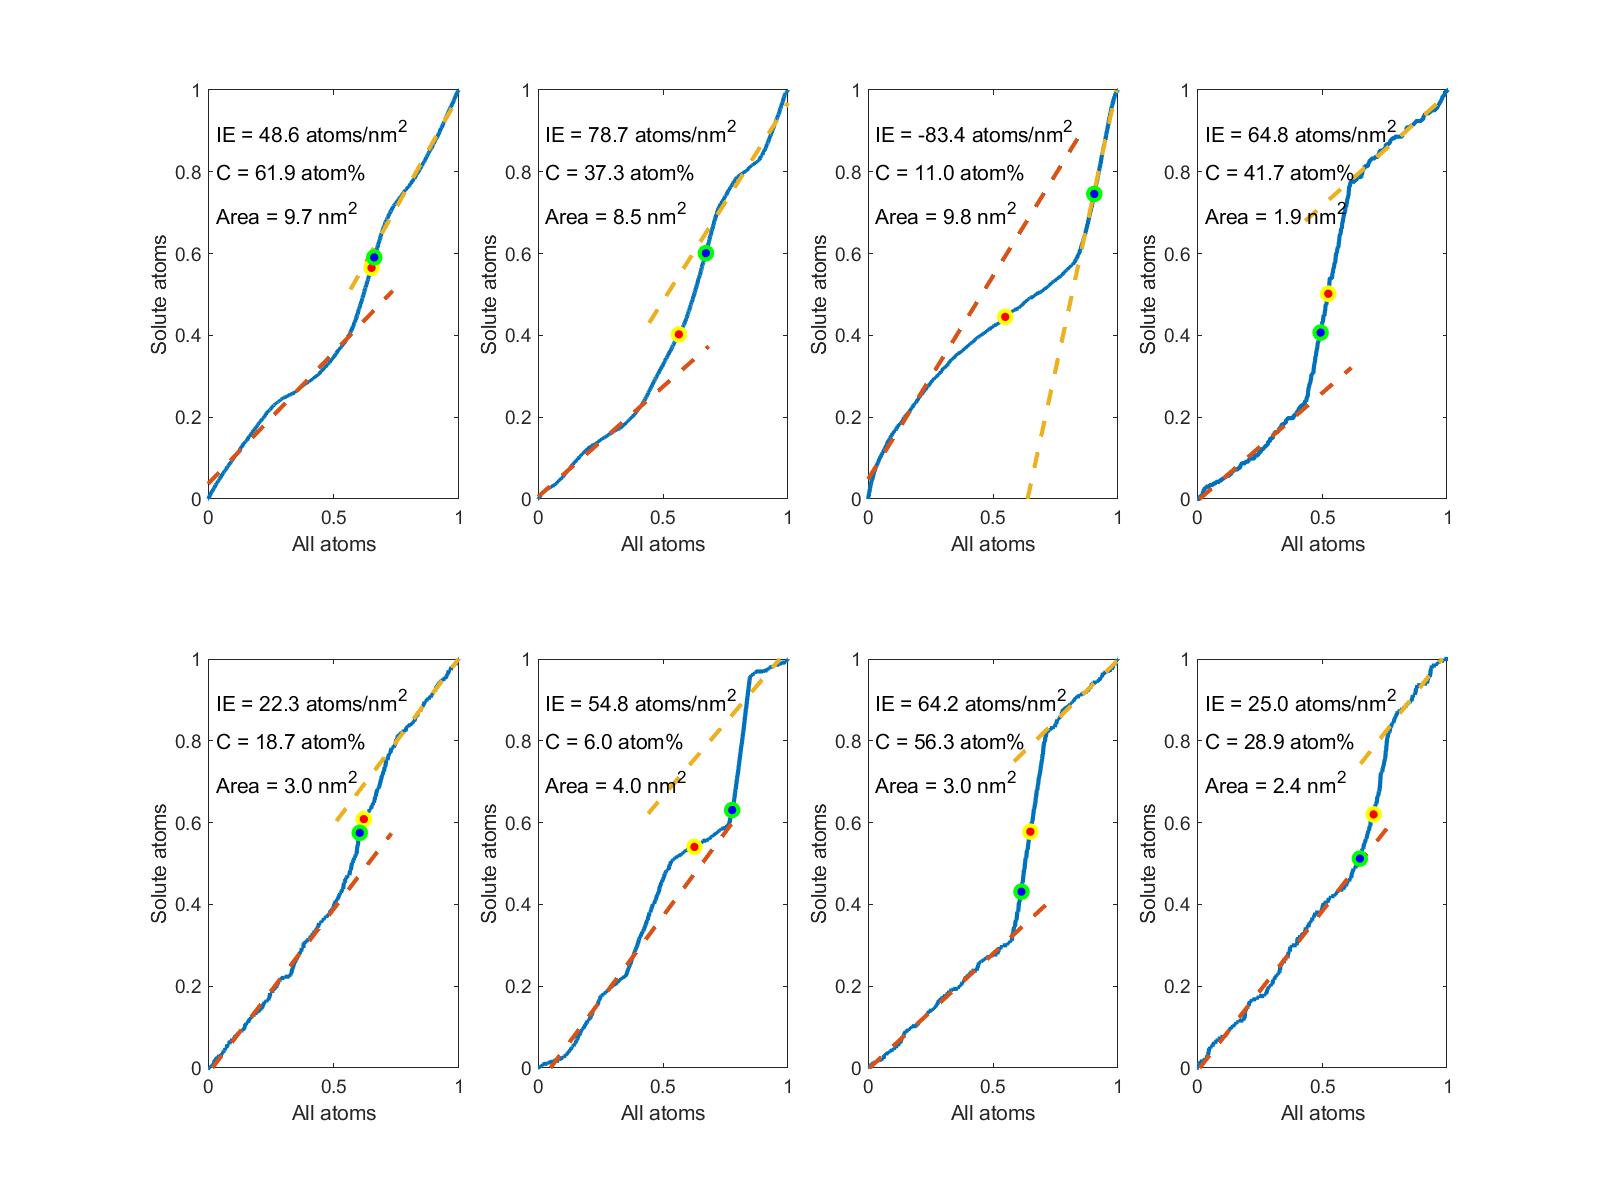 IE = 48.6 atoms/nm²
C = 61.9 atom%
Area = 9.7 nm²
Solute atoms
1
0.8
0.6
0.4
0.2
0
0 0.5 1
All atoms
IE = 78.7 atoms/nm²
C = 37.3 atom%
Area = 8.5 nm²
Solute atoms
1
0.8
0.6
0.4
0.2
0
0 0.5 1
All atoms
IE = -83.4 atoms/nm²
C = 11.0 atom%
Area = 9.8 nm²
Solute atoms
1
0.8
0.6
0.4
0.2
0
0 0.5 1
All atoms
IE = 64.8 atoms/nm²
C = 41.7 atom%
Area = 1.9 nm²
Solute atoms
1
0.8
0.6
0.4
0.2
0
0 0.5 1
All atoms
IE = 22.3 atoms/nm²
C = 18.7 atom%
Area = 3.0 nm²
Solute atoms
1
0.8
0.6
0.4
0.2
0
0 0.5 1
All atoms
IE = 54.8 atoms/nm²
C = 6.0 atom%
Area = 4.0 nm²
Solute atoms
1
0.8
0.6
0.4
0.2
0
0 0.5 1
All atoms
IE = 64.2 atoms/nm²
C = 56.3 atom%
Area = 3.0 nm²
Solute atoms
1
0.8
0.6
0.4
0.2
0
0 0.5 1
All atoms
IE = 25.0 atoms/nm²
C = 28.9 atom%
Area = 2.4 nm²
Solute atoms
1
0.8
0.6
0.4
0.2
0
0 0.5 1
All atoms